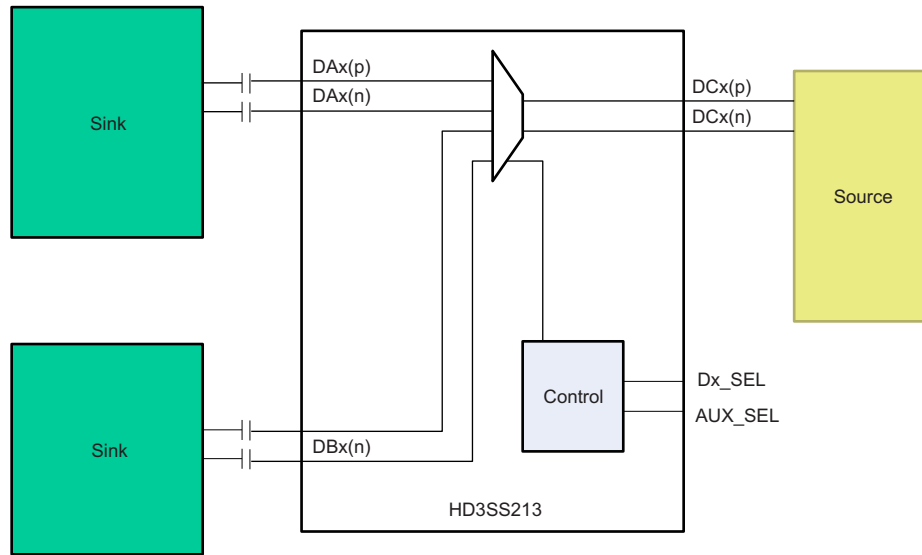 DAx(p)
DAx(n)
DCx(p)
DCx(n)
Sink
Source
Control
Dx_SEL
AUX_SEL
Sink
DBx(n)
HD3SS213